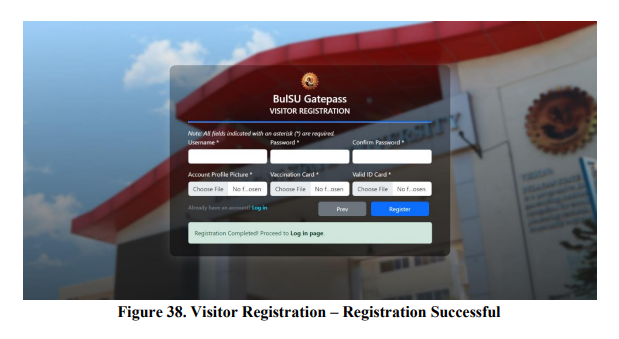 BulSU Gatepass
VISITOR REGISTRATION
Note: All fields indicated with an asterisk (*) are required.
Username * Password * Confirm Password *
Account Profile Picture * Vaccination Card * Valid ID Card *
Choose File No f...osen Choose File No f...osen Choose File No f...osen
Already have an account? Log in
Prev Register
Registration Completed! Proceed to Log in page.
Figure 38. Visitor Registration – Registration Successful